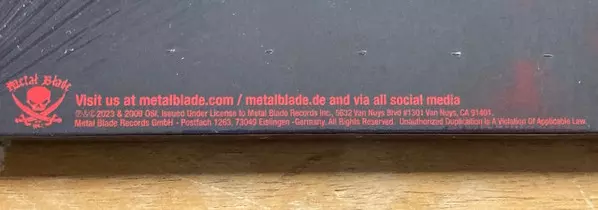 Metal Blade
Visit us at metalblade.com / metalblade.de and via all social media
℗&© 2023 & 2000 Issued Under License to Metal Blade Records Inc., 5632 Van Nuys Blvd #1301 Van Nuys, CA 91401.
Metal Blade Records GmbH - Postfach 1263, 73049 Eislingen - Germany. All Rights Reserved. Unauthorized Duplication Is A Violation Of Applicable Law.